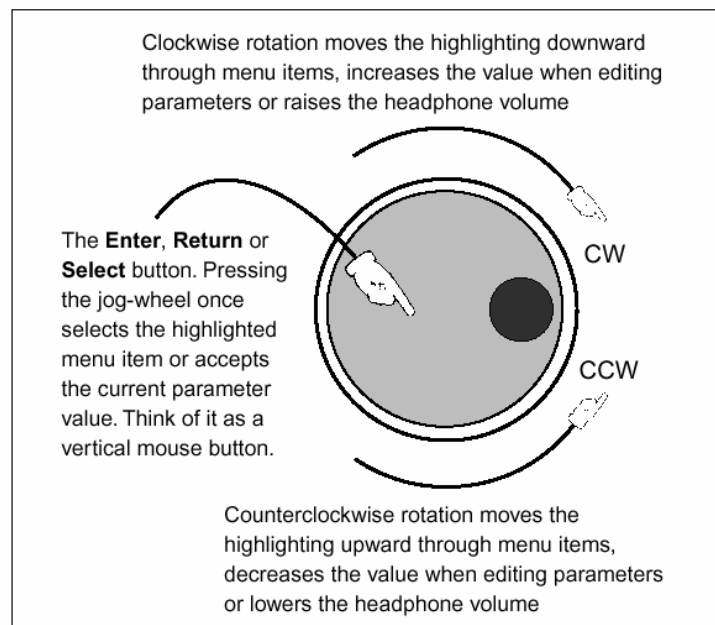 Clockwise rotation moves the highlighting downward
through menu items, increases the value when editing
parameters or raises the headphone volume
The Enter, Return or
Select button. Pressing
the jog-wheel once
selects the highlighted
menu item or accepts
the current parameter
value. Think of it as a
vertical mouse button.
CW
CCW
Counterclockwise rotation moves the
highlighting upward through menu items,
decreases the value when editing parameters
or lowers the headphone volume